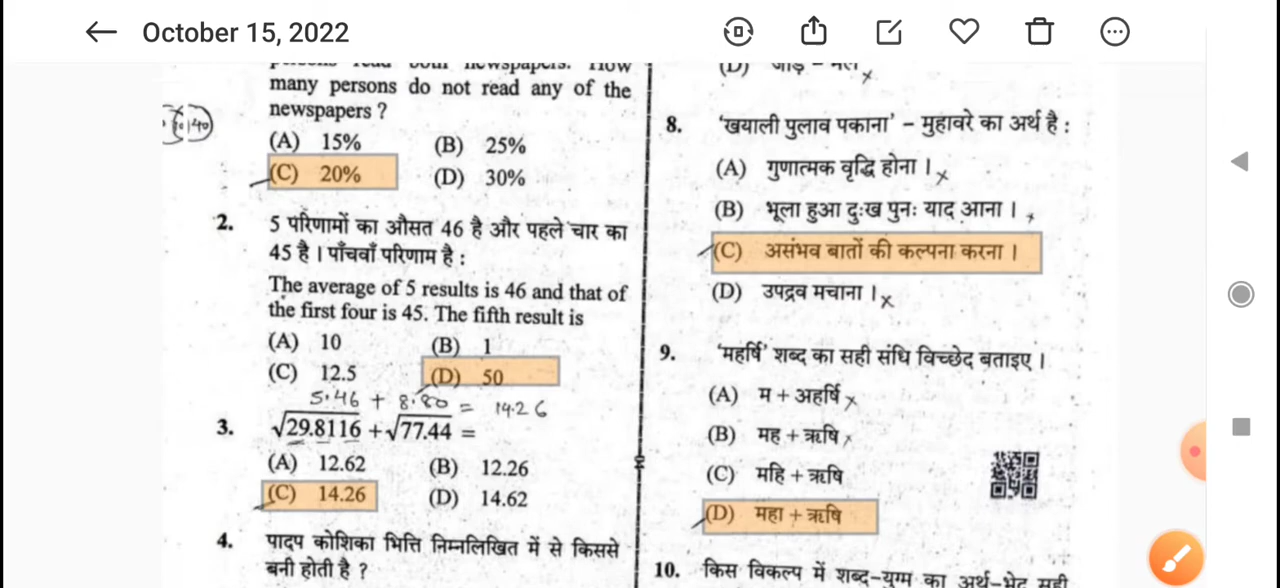 October 15, 2022
persons read both newspapers. How
many persons do not read any of the
newspapers ?
(A) 15% (B) 25%
(C) 20% (D) 30%
2. 5 परिणामों का औसत 46 है और पहले चार का
45 है । पाँचवाँ परिणाम है :
The average of 5 results is 46 and that of
the first four is 45. The fifth result is
(A) 10 (B) 1
(C) 12.5 (D) 50
5.46 + 8.80 = 14.26
3. √29.8116 + √77.44 =
(A) 12.62 (B) 12.26
(C) 14.26 (D) 14.62
4. पादप कोशिका भित्ति निम्नलिखित में से किससे
बनी होती है ?
(D)
8. 'खयाली पुलाव पकाना' – मुहावरे का अर्थ है :
(A) गुणात्मक वृद्धि होना ।
(B) भूला हुआ दुःख पुनः याद आना ।
(C) असंभव बातों की कल्पना करना ।
(D) उपद्रव मचाना ।
9. 'महर्षि' शब्द का सही संधि विच्छेद बताइए ।
(A) म + अहर्षि
(B) मह + ऋषि
(C) महि + ऋषि
(D) महा + ऋषि
10. किस विकल्प में शब्द-युग्म का अर्थ-भेद सही